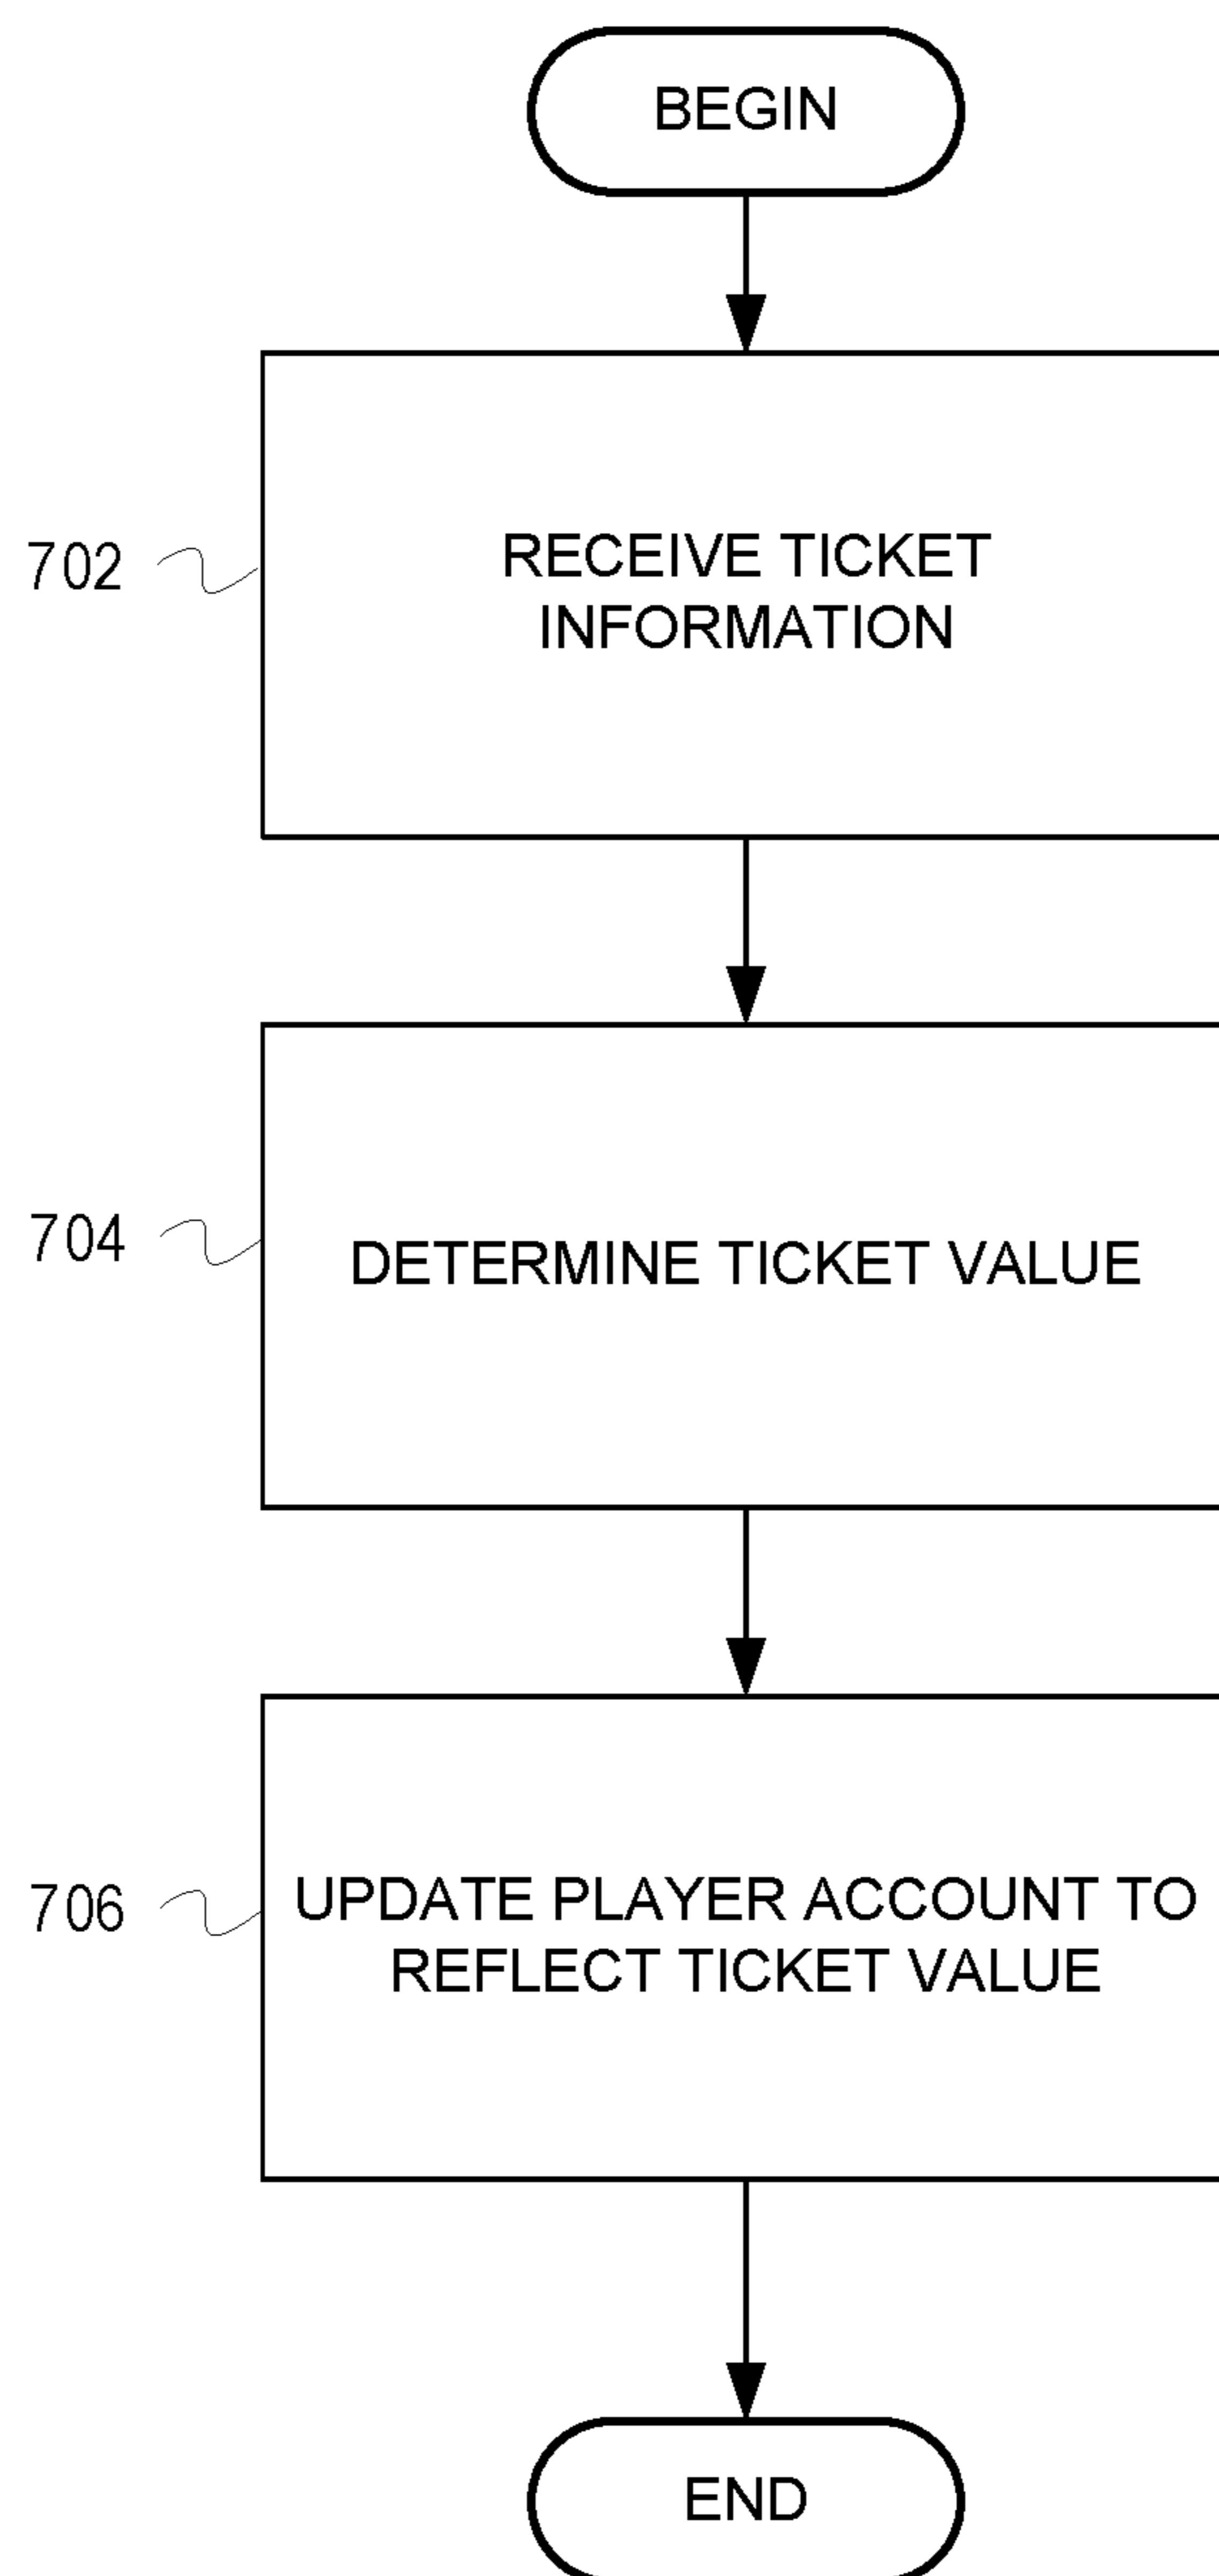 BEGIN
702
RECEIVE TICKET
INFORMATION
704
DETERMINE TICKET VALUE
706
UPDATE PLAYER ACCOUNT TO
REFLECT TICKET VALUE
END